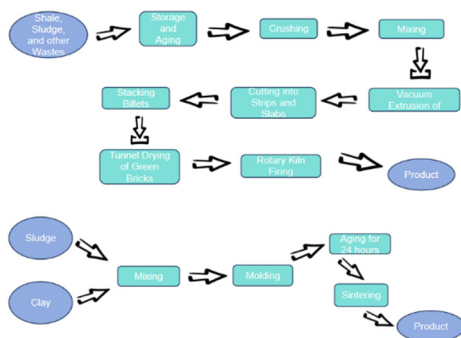 Shale,
Sludge,
and other
Wastes
Storage
and
Aging
Crushing
Mixing
Stacking
Billets
Cutting into
Strips and
Slabs
Vacuum
Extrusion of
Tunnel Drying
of Green
Bricks
Rotary Kiln
Firing
Product
Sludge
Clay
Mixing
Molding
Aging for
24 hours
Sintering
Product